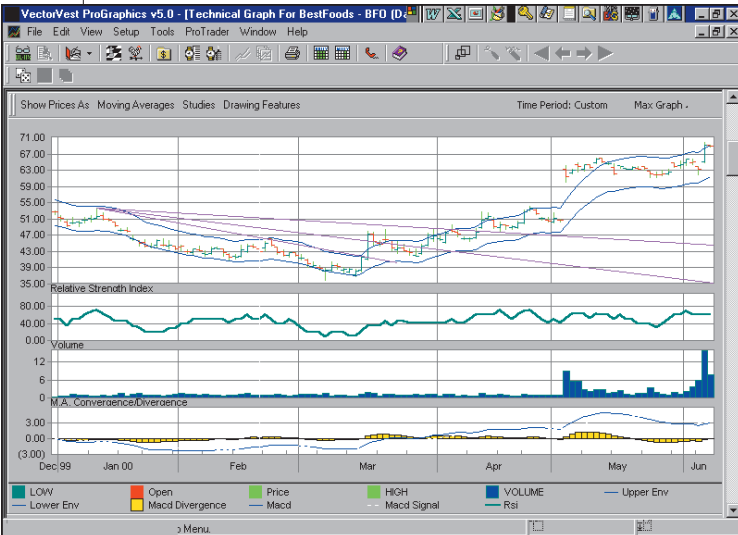 VectorVest ProGraphics v5.0 - [Technical Graph For BestFoods - BFO (Da
File Edit View Setup Tools ProTrader Window Help
Show Prices As Moving Averages Studies Drawing Features Time Period: Custom Max Graph
71.00
67.00
63.00
59.00
55.00
51.00
47.00
43.00
39.00
35.00
Relative Strength Index
80.00
40.00
0.00
Volume
12
6
0
M.A. Convergence/Divergence
3.00
0.00
(3.00)
Dec 99 Jan 00 Feb Mar Apr May Jun
LOW Open Price HIGH VOLUME Upper Env
Lower Env Macd Divergence Macd Macd Signal Rsi
Menu.